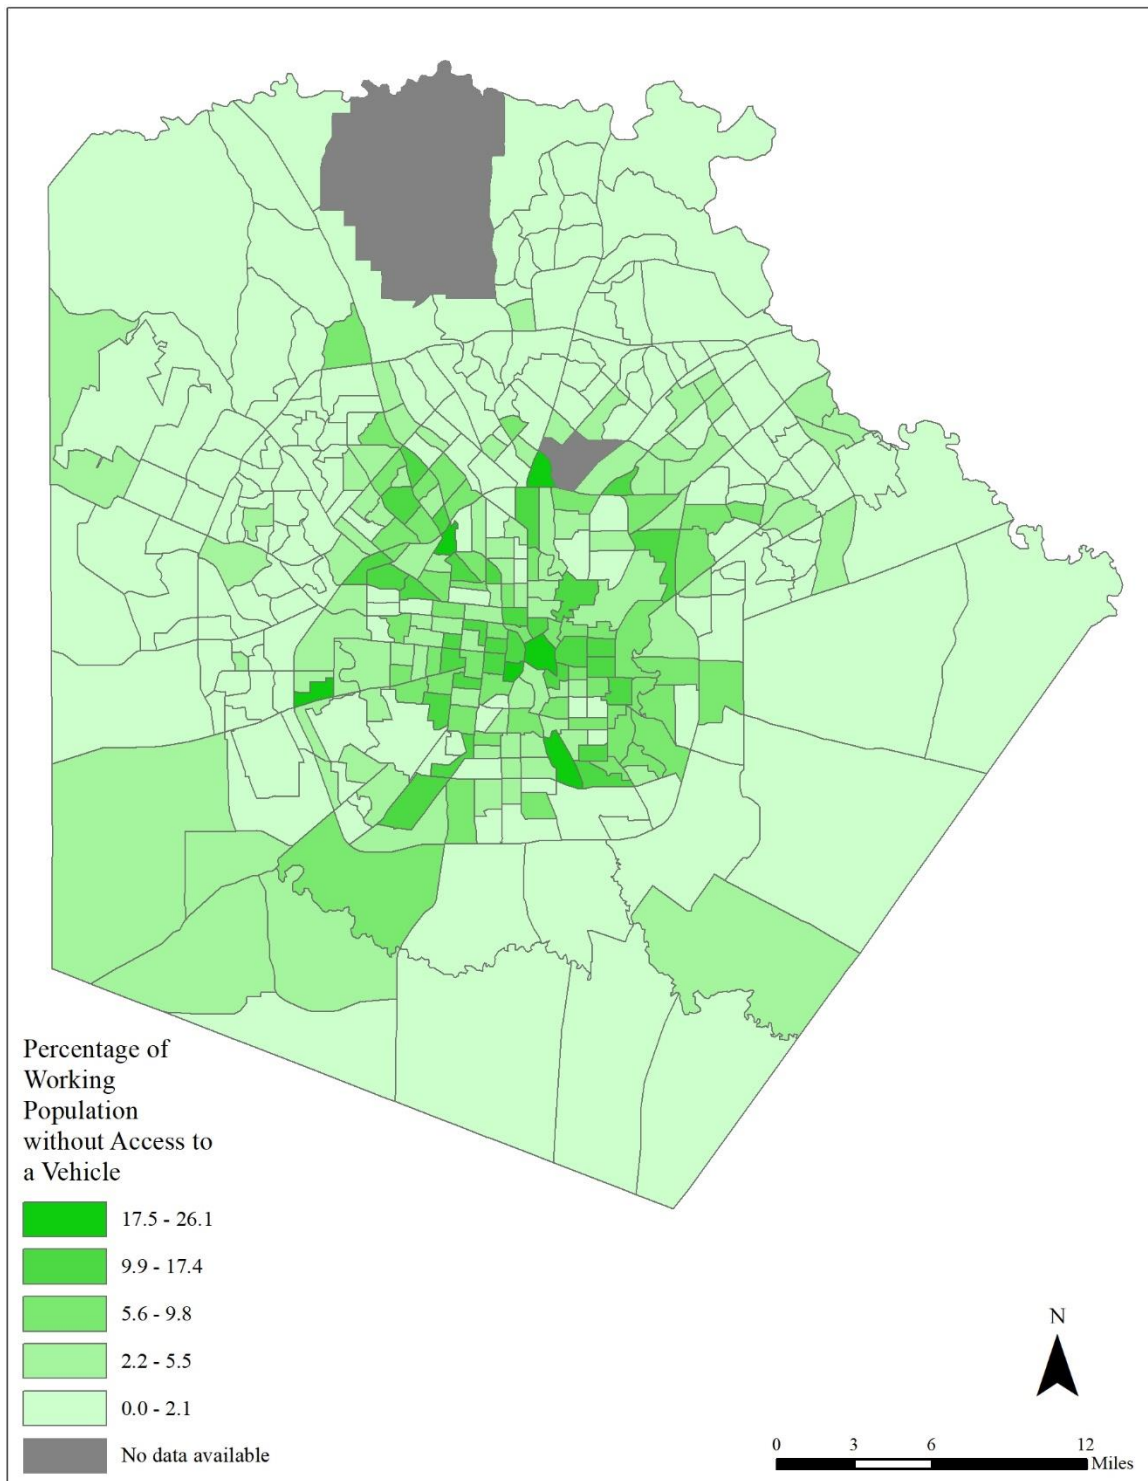 Percentage of
Working
Population
without Access to
a Vehicle
17.5 - 26.1
9.9 - 17.4
5.6 - 9.8
2.2 - 5.5
0.0 - 2.1
No data available
N
0 3 6 12
Miles